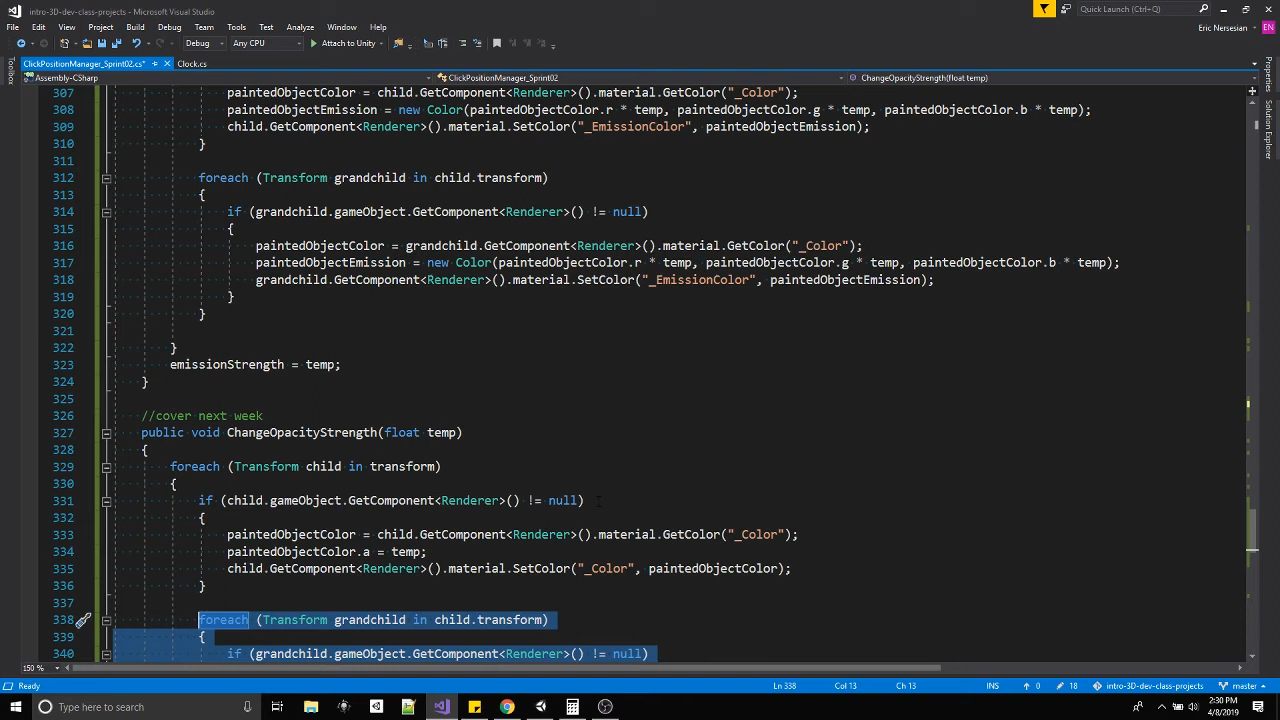 intro-3D-dev-class-projects - Microsoft Visual Studio
Quick Launch (Ctrl+Q)
File Edit View Project Build Debug Team Tools Test Analyze Window Help
Eric Nersesian EN
Debug Any CPU Attach to Unity
ClickPositionManager_Sprint02.cs* Clock.cs
Assembly-CSharp ClickPositionManager_Sprint02 ChangeOpacityStrength(float temp)
Toolbox
Properties
Solution Explorer
307 paintedObjectColor = child.GetComponent<Renderer>().material.GetColor("_Color");
308 paintedObjectEmission = new Color(paintedObjectColor.r * temp, paintedObjectColor.g * temp, paintedObjectColor.b * temp);
309 child.GetComponent<Renderer>().material.SetColor("_EmissionColor", paintedObjectEmission);
310 }
311
312 foreach (Transform grandchild in child.transform)
313 {
314 if (grandchild.gameObject.GetComponent<Renderer>() != null)
315 {
316 paintedObjectColor = grandchild.GetComponent<Renderer>().material.GetColor("_Color");
317 paintedObjectEmission = new Color(paintedObjectColor.r * temp, paintedObjectColor.g * temp, paintedObjectColor.b * temp);
318 grandchild.GetComponent<Renderer>().material.SetColor("_EmissionColor", paintedObjectEmission);
319 }
320 }
321
322 }
323 emissionStrength = temp;
324 }
325
326 //cover next week
327 public void ChangeOpacityStrength(float temp)
328 {
329 foreach (Transform child in transform)
330 {
331 if (child.gameObject.GetComponent<Renderer>() != null)
332 {
333 paintedObjectColor = child.GetComponent<Renderer>().material.GetColor("_Color");
334 paintedObjectColor.a = temp;
335 child.GetComponent<Renderer>().material.SetColor("_Color", paintedObjectColor);
336 }
337
338 foreach (Transform grandchild in child.transform)
339 {
340 if (grandchild.gameObject.GetComponent<Renderer>() != null)
150 %
Ready Ln 338 Col 13 Ch 13 INS 0 18 intro-3D-dev-class-projects master
Type here to search
2:30 PM
4/8/2019